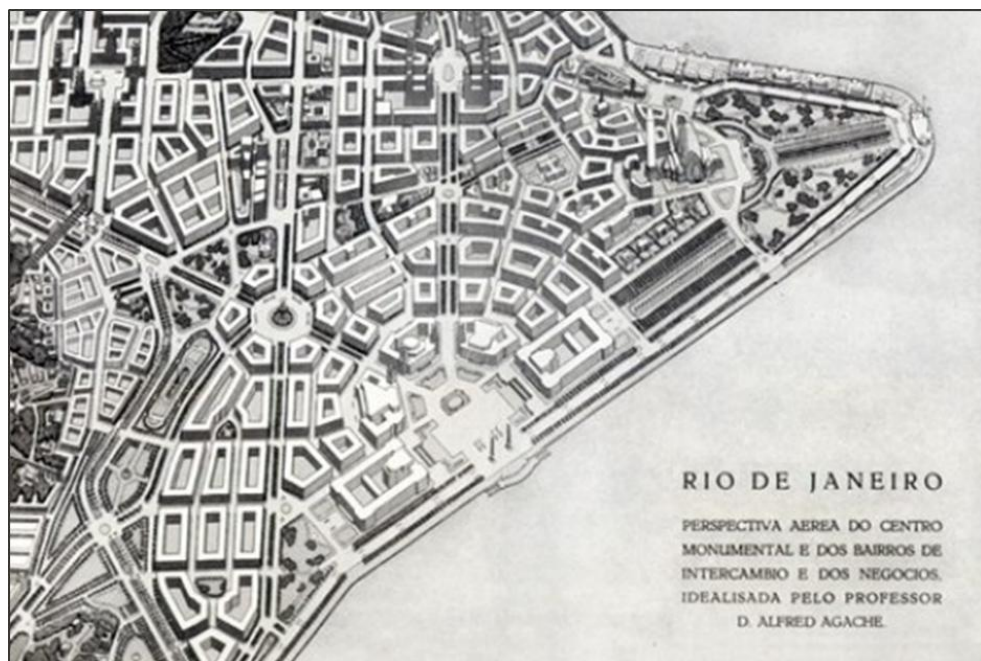 RIO DE JANEIRO
PERSPECTIVA AEREA DO CENTRO
MONUMENTAL E DOS BAIRROS DE
INTERCAMBIO E DOS NEGOCIOS,
IDEALISADA PELO PROFESSOR
D. ALFRED AGACHE.